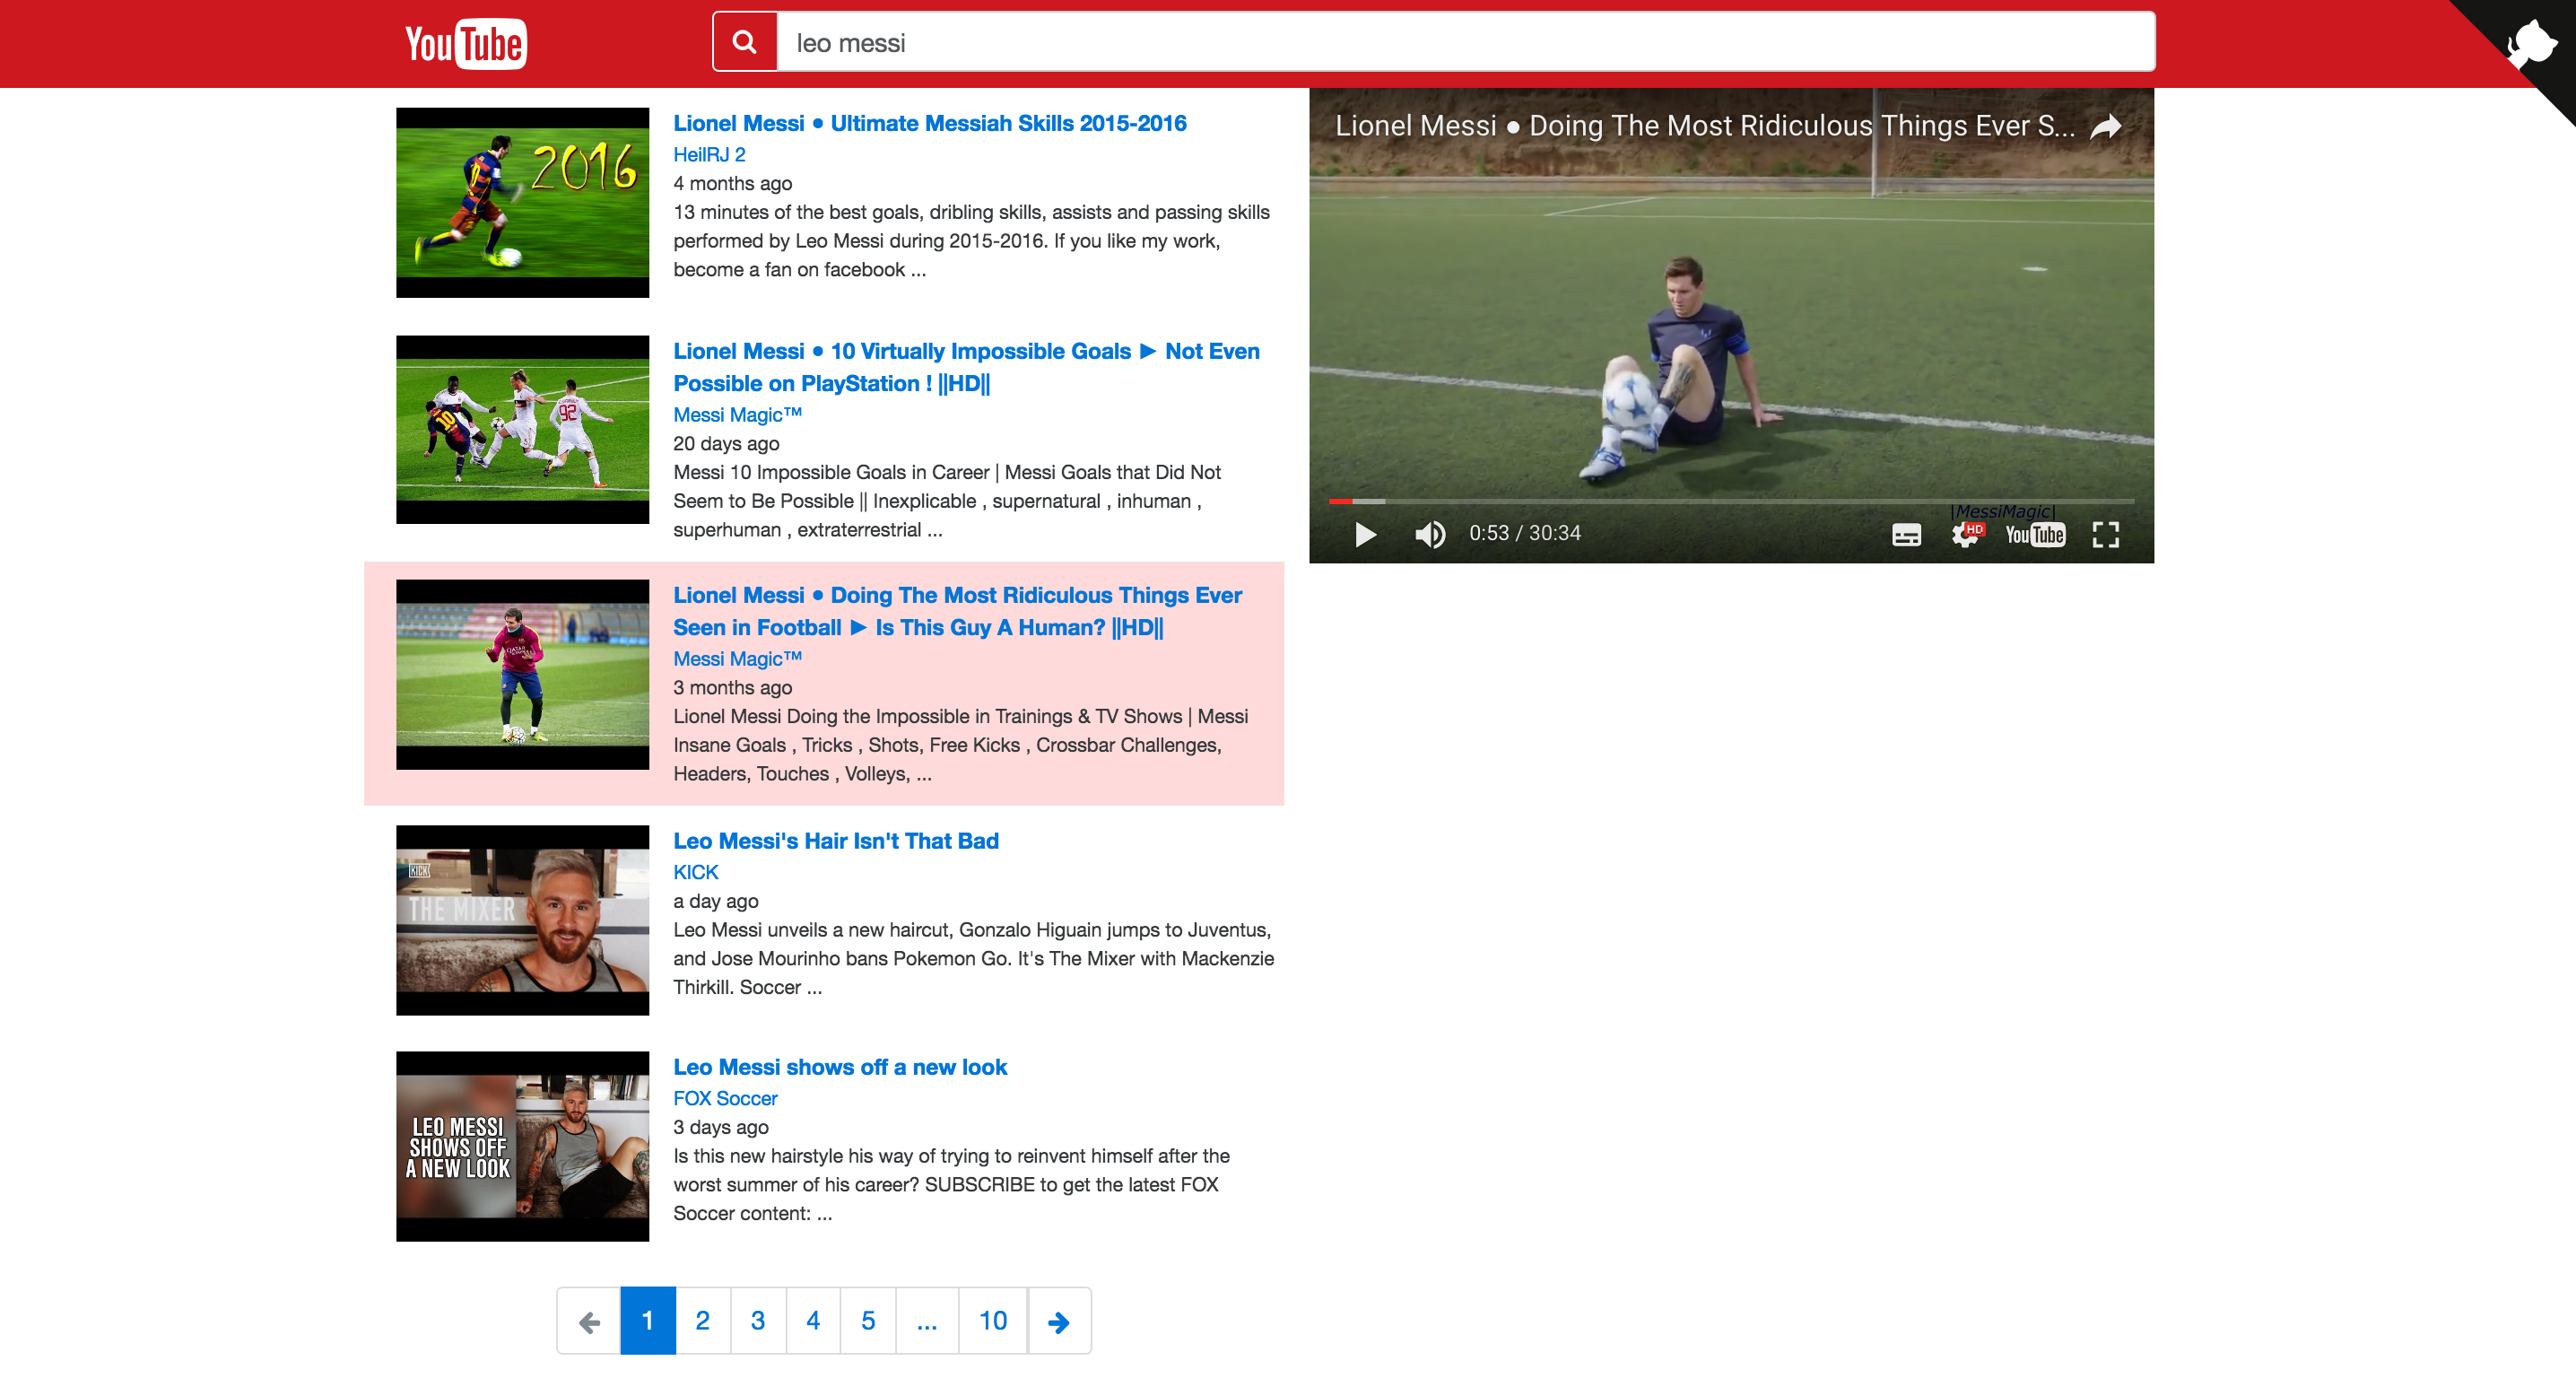 YouTube
leo messi
Lionel Messi ● Ultimate Messiah Skills 2015-2016
HeilRJ 2
4 months ago
13 minutes of the best goals, dribling skills, assists and passing skills
performed by Leo Messi during 2015-2016. If you like my work,
become a fan on facebook ...
2016
Lionel Messi ● 10 Virtually Impossible Goals ► Not Even
Possible on PlayStation ! ||HD||
Messi Magic™
20 days ago
Messi 10 Impossible Goals in Career | Messi Goals that Did Not
Seem to Be Possible || Inexplicable , supernatural , inhuman ,
superhuman , extraterrestrial ...
10
92
Lionel Messi ● Doing The Most Ridiculous Things Ever
Seen in Football ► Is This Guy A Human? ||HD||
Messi Magic™
3 months ago
Lionel Messi Doing the Impossible in Trainings & TV Shows | Messi
Insane Goals , Tricks , Shots, Free Kicks , Crossbar Challenges,
Headers, Touches , Volleys, ...
Leo Messi's Hair Isn't That Bad
KICK
a day ago
Leo Messi unveils a new haircut, Gonzalo Higuain jumps to Juventus,
and Jose Mourinho bans Pokemon Go. It's The Mixer with Mackenzie
Thirkill. Soccer ...
KICK
THE MIXER
Leo Messi shows off a new look
FOX Soccer
3 days ago
Is this new hairstyle his way of trying to reinvent himself after the
worst summer of his career? SUBSCRIBE to get the latest FOX
Soccer content: ...
LEO MESSI
SHOWS OFF
A NEW LOOK
1 2 3 4 5 ... 10
Lionel Messi ● Doing The Most Ridiculous Things Ever S...
|MessiMagic|
0:53 / 30:34
HD
YouTube